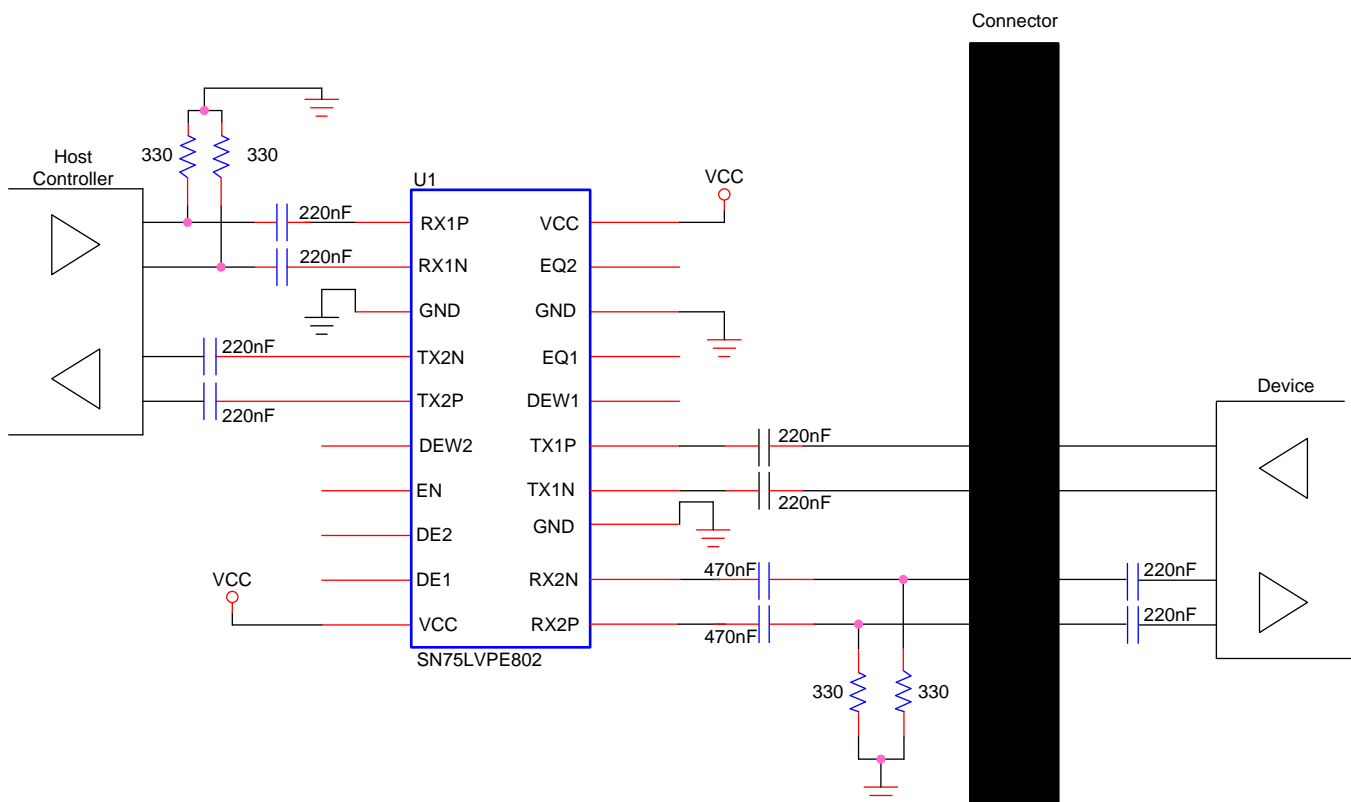 Connector
330
330
Host
Controller
U1
VCC
220nF
RX1P
VCC
220nF
RX1N
EQ2
GND
GND
220nF
TX2N
EQ1
Device
220nF
TX2P
DEW1
DEW2
TX1P
220nF
EN
TX1N
220nF
GND
DE2
VCC
DE1
RX2N
470nF
220nF
VCC
RX2P
470nF
220nF
SN75LVPE802
330
330